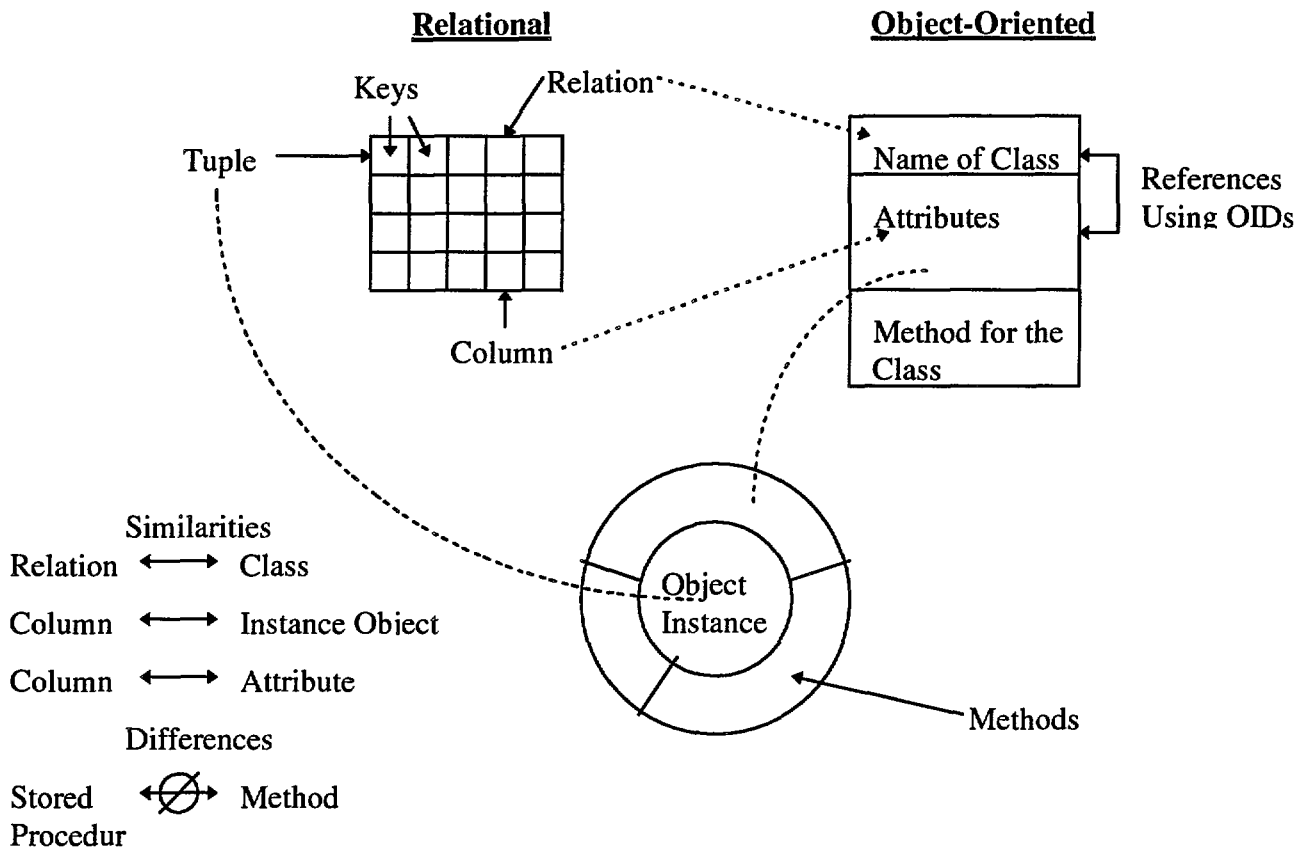 Relational
Object-Oriented
Keys
Relation
Tuple
Name of Class
References
Using OIDs
Attributes
Column
Method for the
Class
Similarities
Relation
Class
Column
Instance Object
Column
Attribute
Differences
Stored
Procedur
Method
Object
Instance
Methods